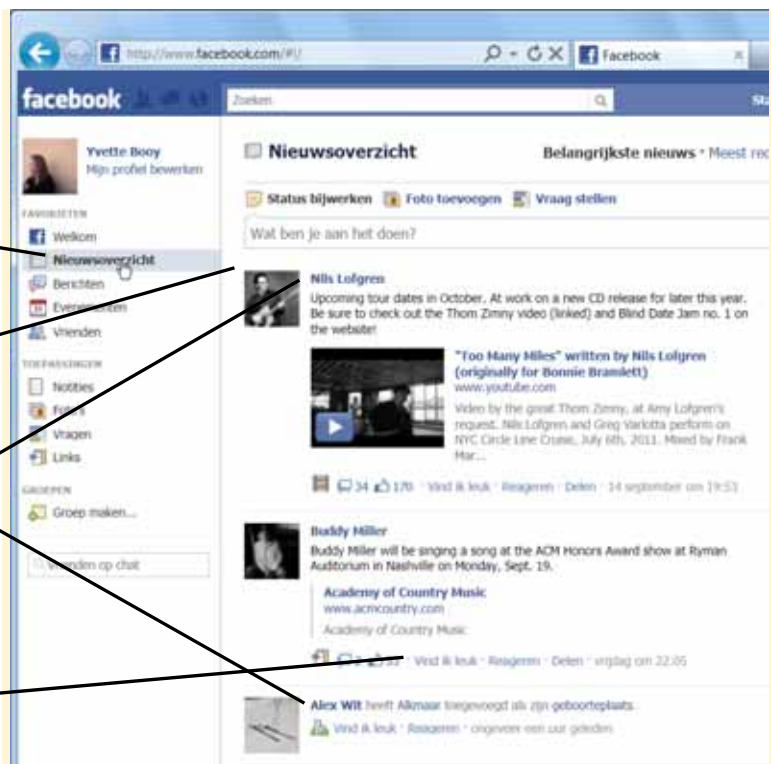 http://www.facebook.com/#!/
Facebook
facebook
Zoeken
Sta
Yvette Booy
Mijn profiel bewerken
FAVORIETEN
Welkom
Nieuwsoverzicht
Berichten
Evenementen
Vrienden
TOEPASSINGEN
Notities
Foto's
Vragen
Links
GROEPEN
Groep maken...
Vrienden op chat
Nieuwsoverzicht
Belangrijkste nieuws · Meest rec
Status bijwerken Foto toevoegen Vraag stellen
Wat ben je aan het doen?
Nils Lofgren
Upcoming tour dates in October. At work on a new CD release for later this year.
Be sure to check out the Thom Zimny video (linked) and Blind Date Jam no. 1 on
the website!
"Too Many Miles" written by Nils Lofgren
(originally for Bonnie Bramlett)
www.youtube.com
Video by the great Thom Zimny, at Amy Lofgren's
request. Nils Lofgren and Greg Varlotta perform on
NYC Circle Line Cruise, July 6th, 2011. Mixed by Frank
Mar...
34 170 · Vind ik leuk · Reageren · Delen · 14 september om 19:53
Buddy Miller
Buddy Miller will be singing a song at the ACM Honors Award show at Ryman
Auditorium in Nashville on Monday, Sept. 19.
Academy of Country Music
www.acmcountry.com
Academy of Country Music
Vind ik leuk · Reageren · Delen · vrijdag om 22:05
Alex Wit heeft Alkmaar toegevoegd als zijn geboorteplaats.
Vind ik leuk · Reageren · ongeveer een uur geleden